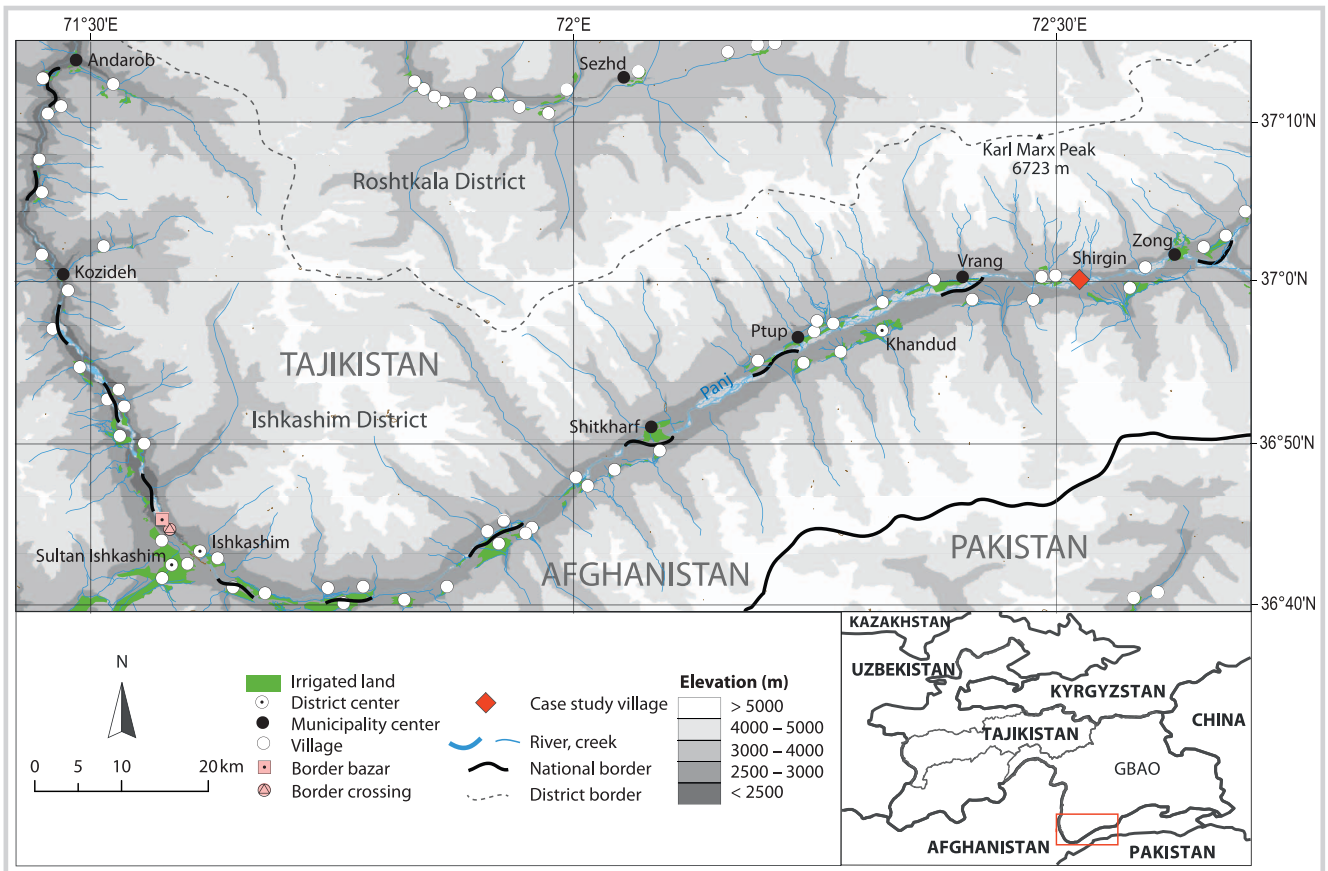 71°30'E
72°E
72°30'E
Andarob
Sezhd
37°10'N
Karl Marx Peak
6723 m
Roshtkala District
Zong
Shirgin
Vrang
Kozideh
37°0'N
Ptup
Khandud
TAJIKISTAN
Panj
Ishkashim District
Shitkharf
36°50'N
Ishkashim
Sultan Ishkashim
PAKISTAN
AFGHANISTAN
36°40'N
N
0 5 10 20 km
Irrigated land
District center
Municipality center
Village
Border bazar
Border crossing
Case study village
River, creek
National border
District border
Elevation (m)
> 5000
4000 – 5000
3000 – 4000
2500 – 3000
< 2500
KAZAKHSTAN
UZBEKISTAN
KYRGYZSTAN
CHINA
TAJIKISTAN
GBAO
AFGHANISTAN
PAKISTAN